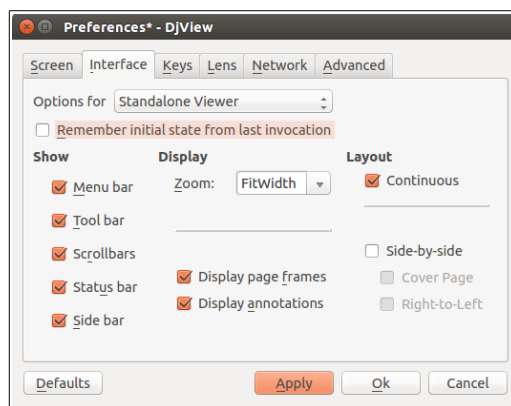 Preferences* - DjView
Screen Interface Keys Lens Network Advanced
Options for Standalone Viewer
Remember initial state from last invocation
Show Display Layout
Menu bar Zoom: FitWidth Continuous
Tool bar
Scrollbars Side-by-side
Status bar Display page frames Cover Page
Side bar Display annotations Right-to-Left
Defaults Apply Ok Cancel